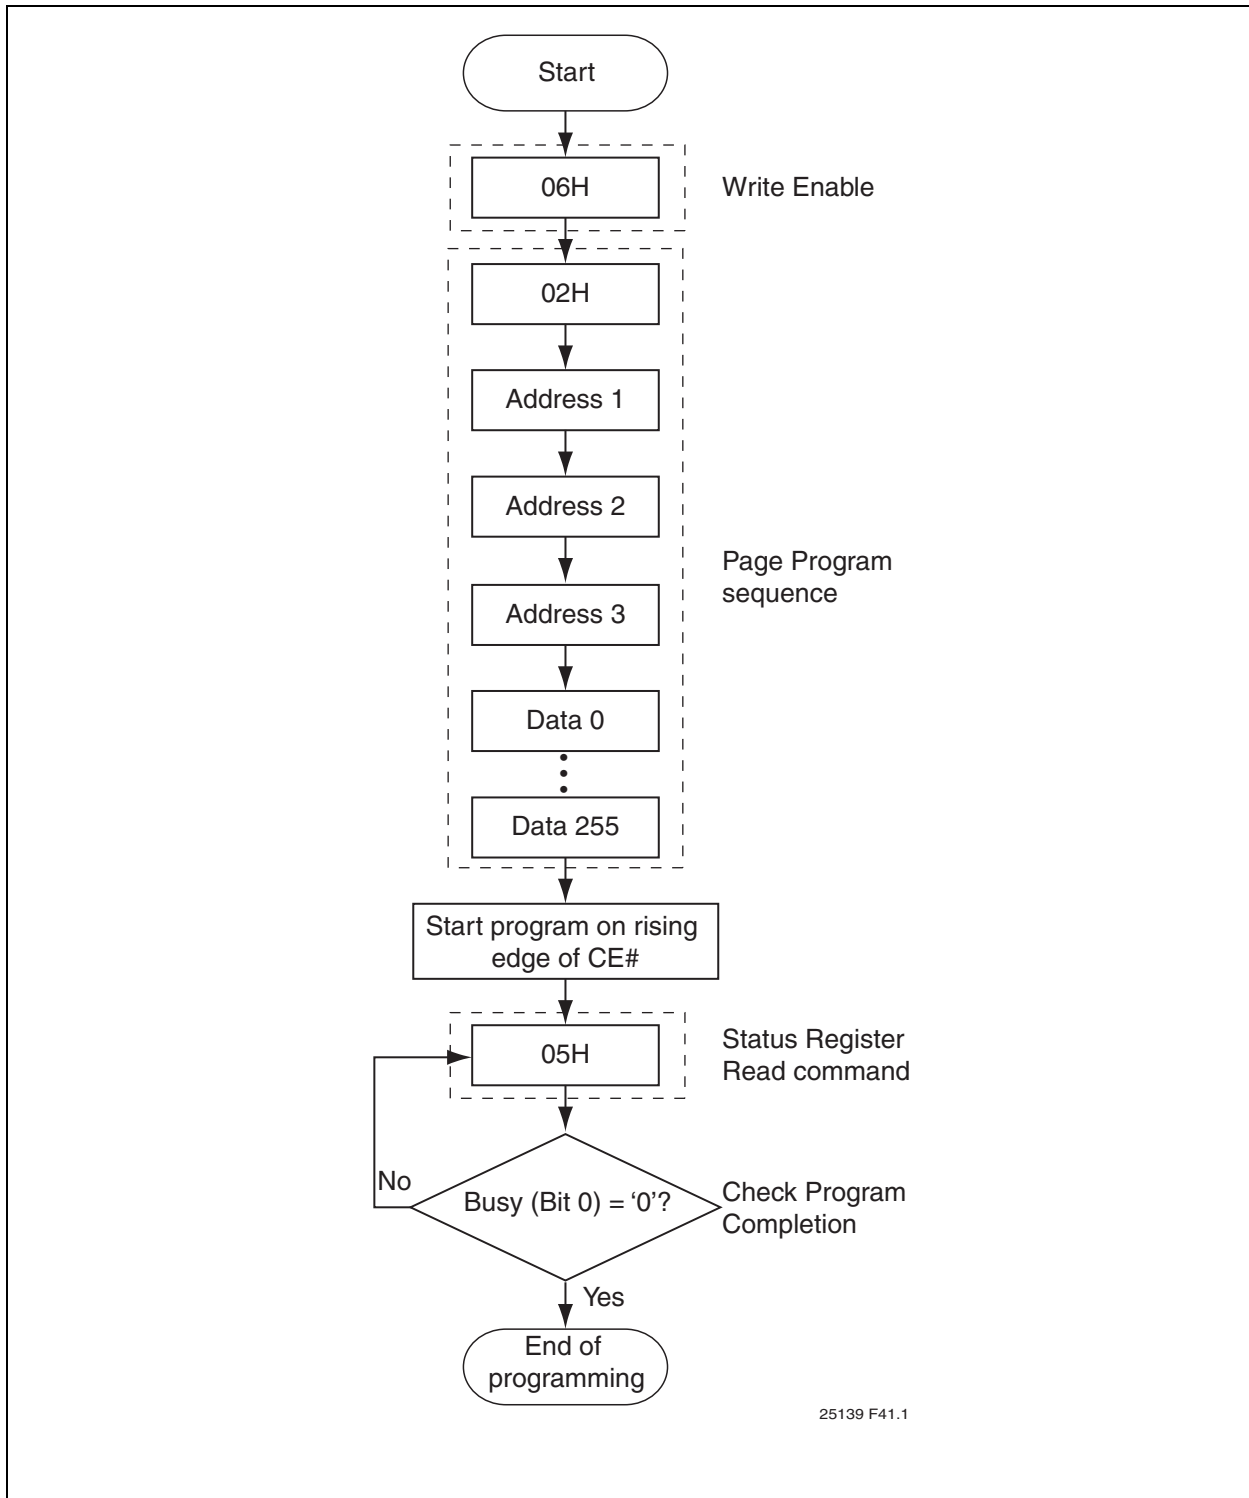 Start
06H
Write Enable
02H
Address 1
Address 2
Address 3
Page Program
sequence
Data 0
Data 255
Start program on rising
edge of CE#
05H
Status Register
Read command
No
Busy (Bit 0) = ‘0’?
Check Program
Completion
Yes
End of
programming
25139 F41.1